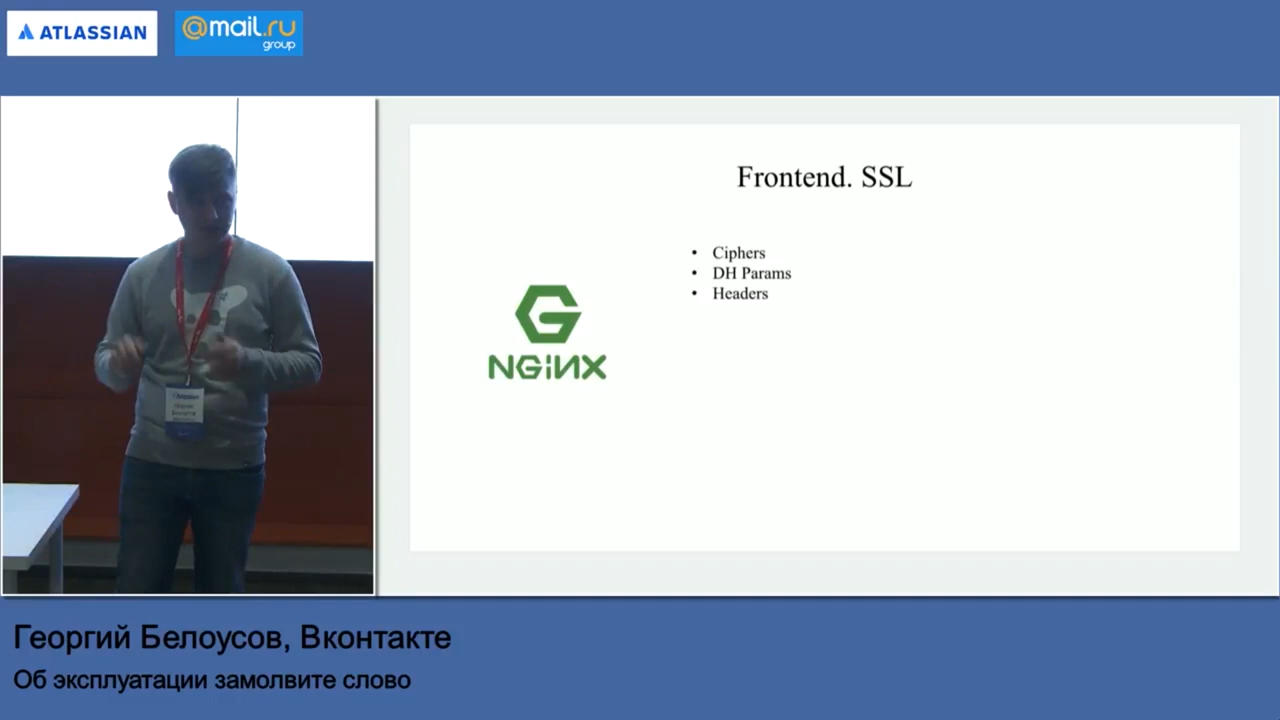 ATLASSIAN
@mail.ru
group
Frontend. SSL
• Ciphers
• DH Params
• Headers
NGiNX
Георгий Белоусов, Вконтакте
Об эксплуатации замолвите слово